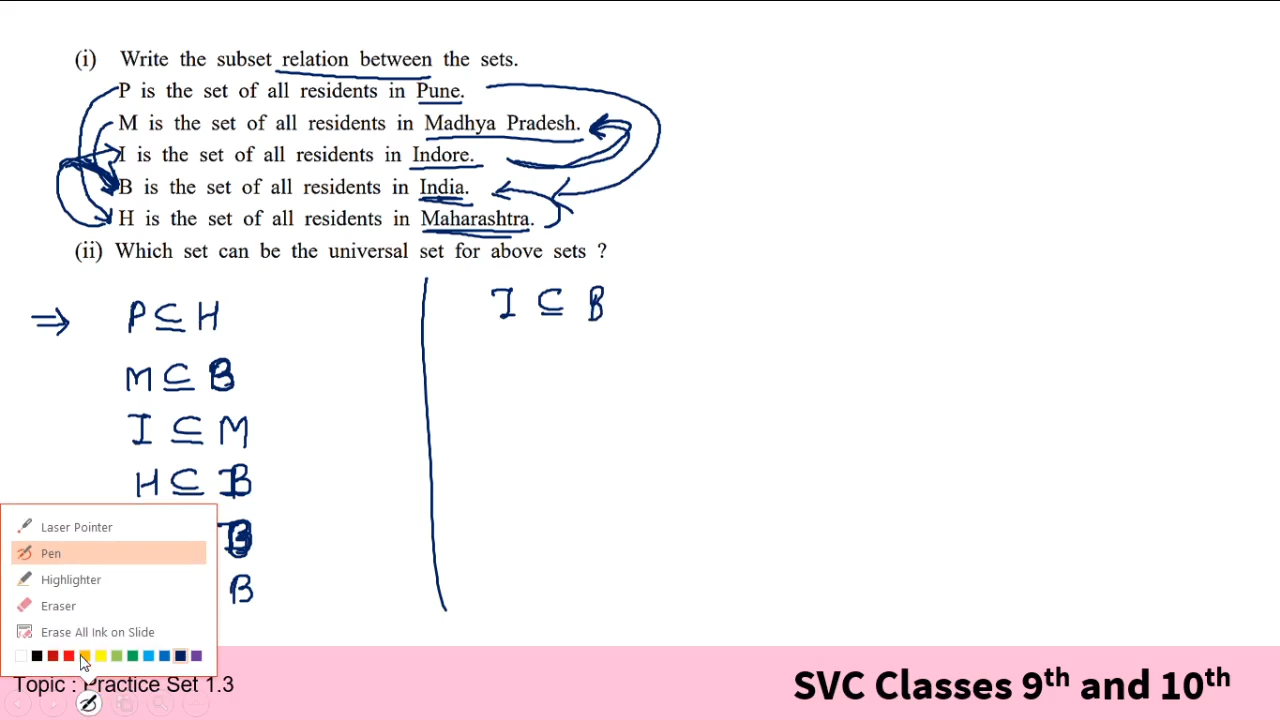 (i) Write the subset relation between the sets.
P is the set of all residents in Pune.
M is the set of all residents in Madhya Pradesh.
I is the set of all residents in Indore.
B is the set of all residents in India.
H is the set of all residents in Maharashtra.
(ii) Which set can be the universal set for above sets ?
⇒ P ⊆ H
M ⊆ B
I ⊆ M
H ⊆ B
B
B
I ⊆ B
Laser Pointer
Pen
Highlighter
Eraser
Erase All Ink on Slide
Topic : Practice Set 1.3
SVC Classes 9th and 10th